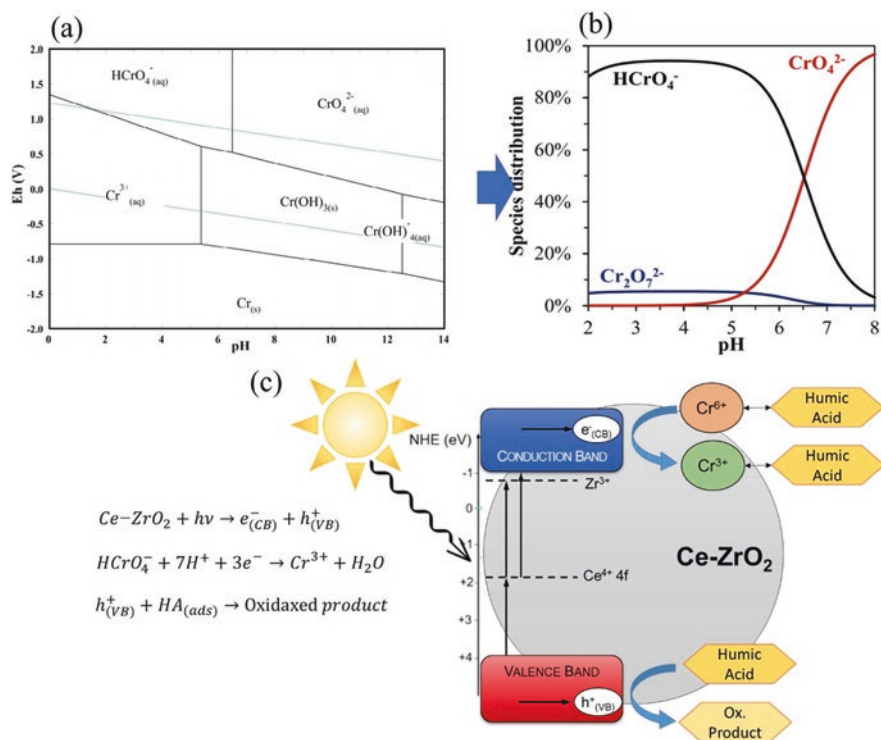 (a)
2.0
1.5
1.0
0.5
0.0
-0.5
-1.0
-1.5
-2.0
Eh (V)
HCrO₄⁻(aq)
CrO₄²⁻(aq)
Cr³⁺(aq)
Cr(OH)₃(s)
Cr(OH)⁻₄(aq)
Cr(s)
0 2 4 6 8 10 12 14
pH
(b)
100%
80%
60%
40%
20%
0%
Species distribution
HCrO₄⁻
CrO₄²⁻
Cr₂O₇²⁻
2 3 4 5 6 7 8
pH
(c)
Ce−ZrO₂ + hν → e⁻(CB) + h⁺(VB)
HCrO₄⁻ + 7H⁺ + 3e⁻ → Cr³⁺ + H₂O
h⁺(VB) + HA(ads) → Oxidaxed product
NHE (eV)
-1
0
+1
+2
+3
+4
e⁻(CB)
CONDUCTION BAND
Zr³⁺
Ce⁴⁺ 4f
Ce-ZrO₂
VALENCE BAND
h⁺(VB)
Cr⁶⁺
Humic
Acid
Cr³⁺
Humic
Acid
Humic
Acid
Ox.
Product